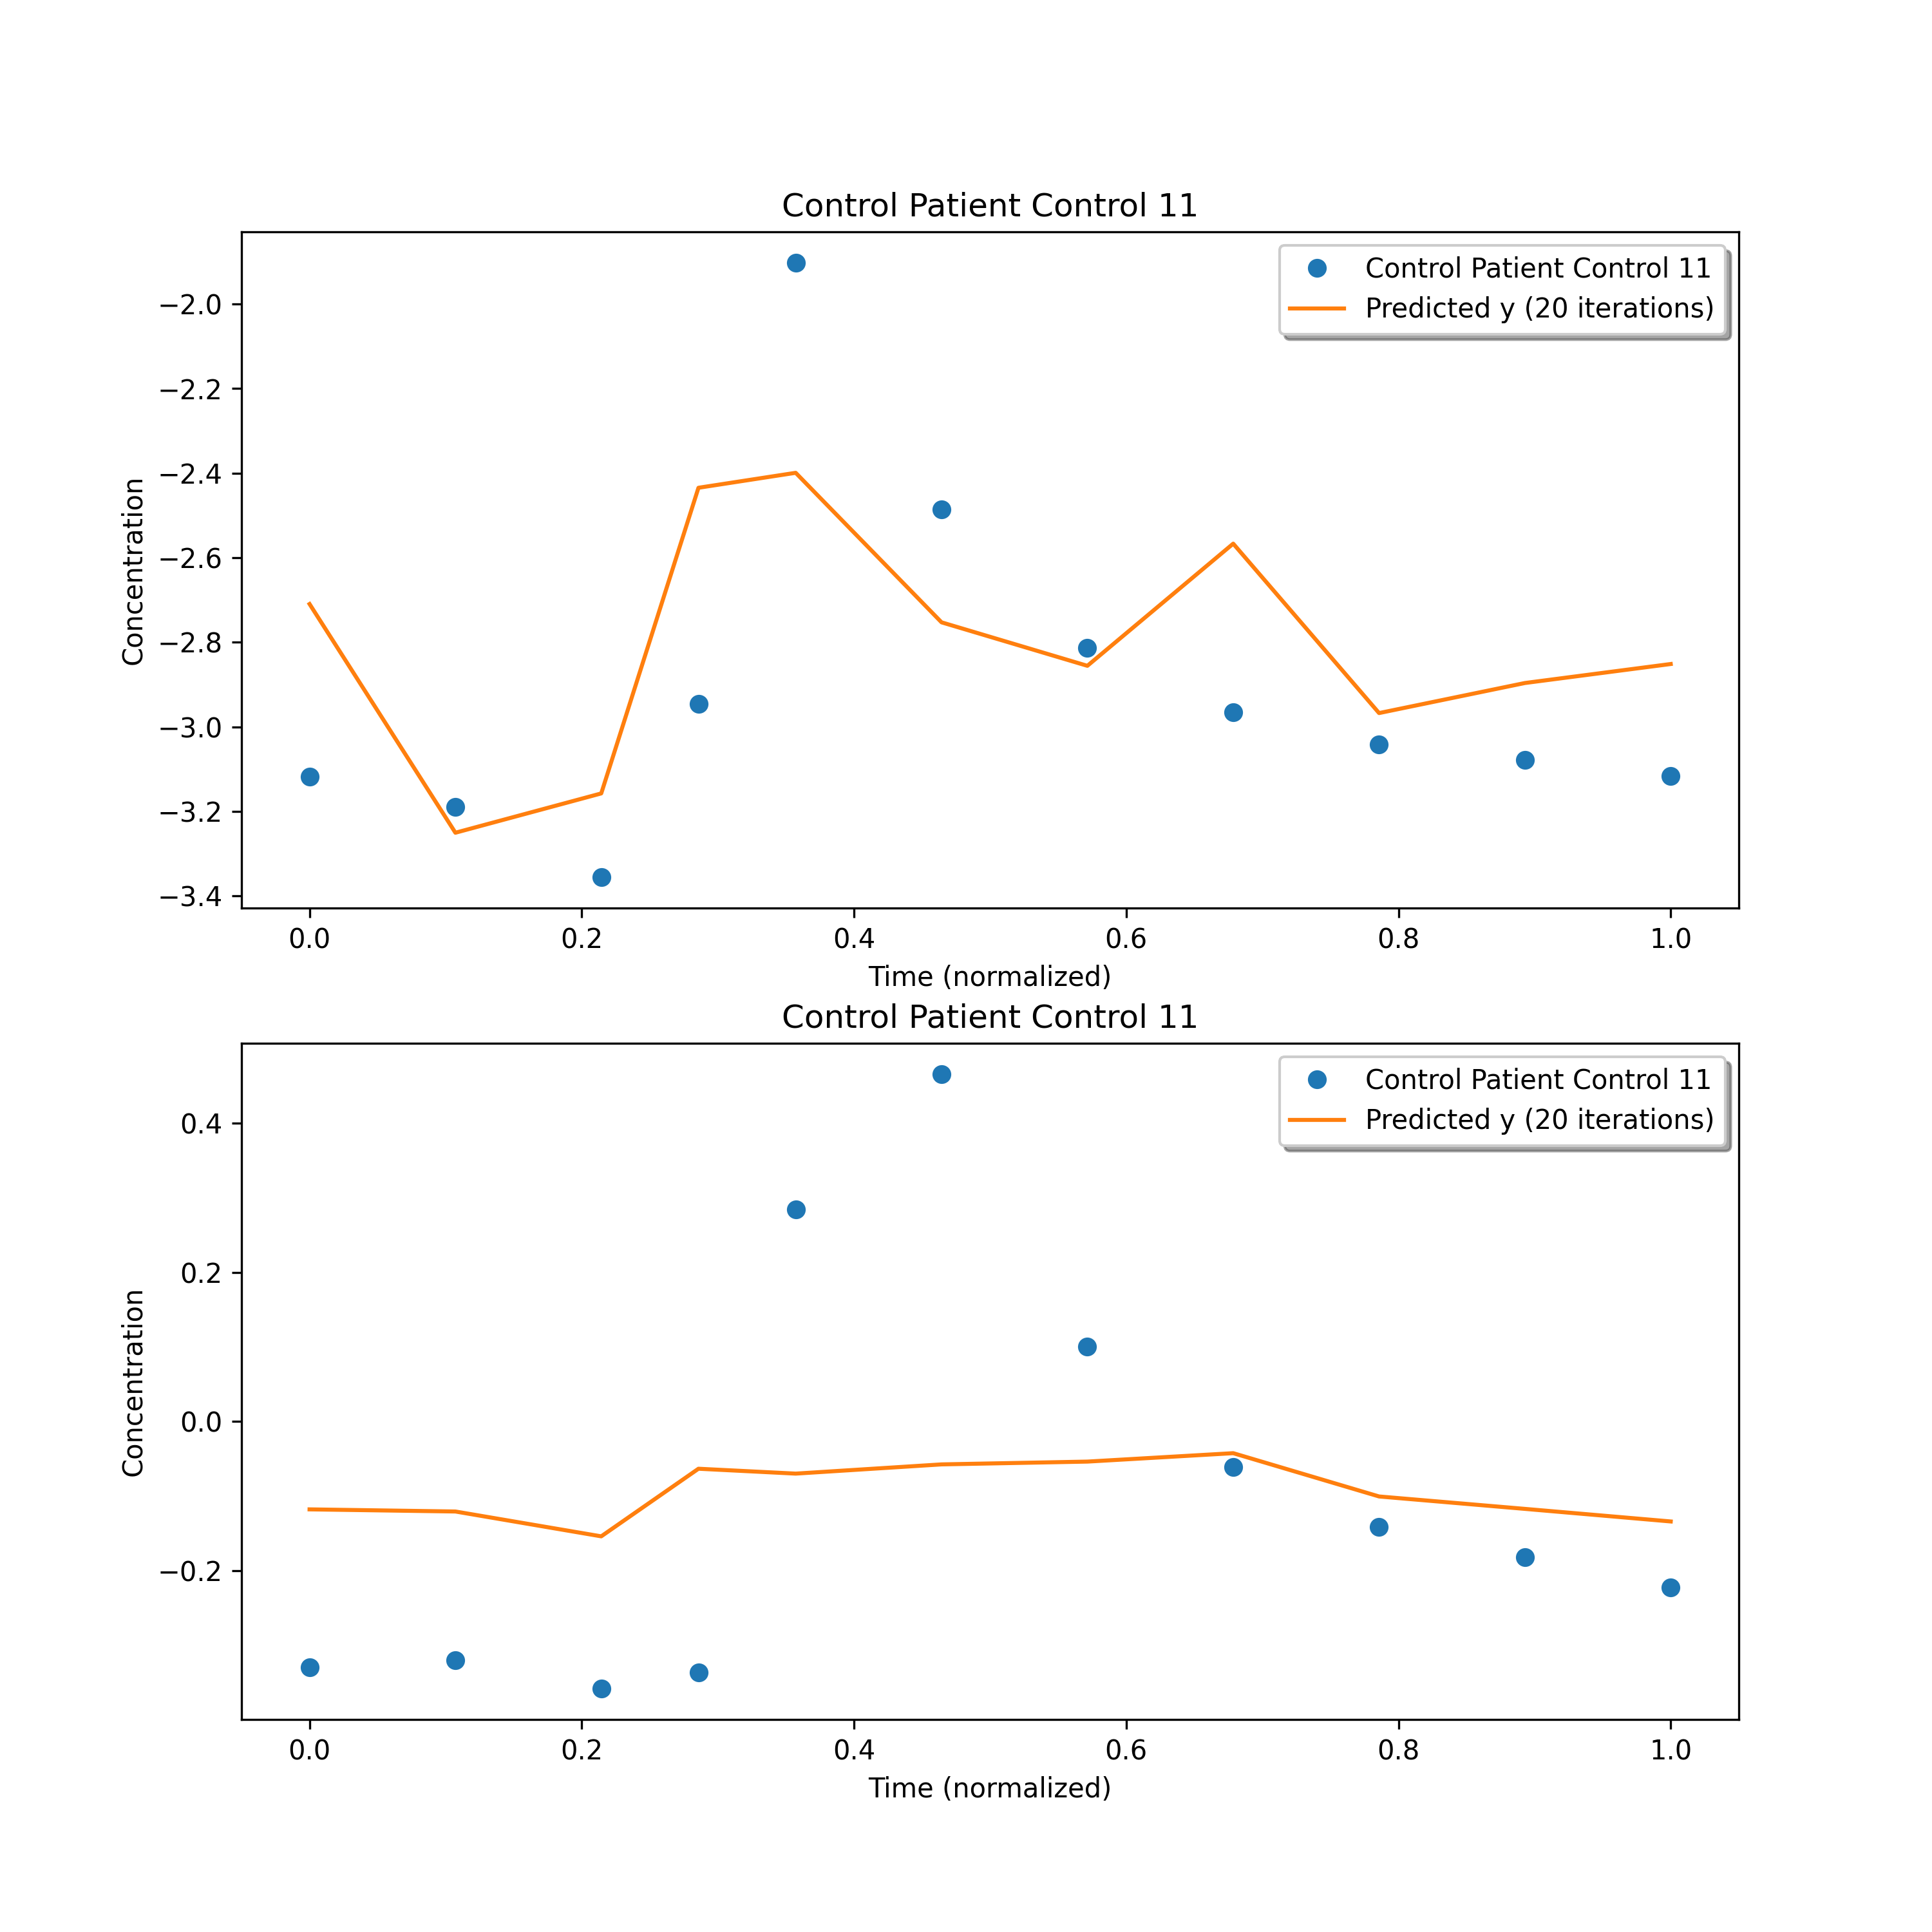 Control Patient Control 11
Control Patient Control 11
Predicted y (20 iterations)
−2.0
−2.2
−2.4
−2.6
−2.8
−3.0
−3.2
−3.4
Concentration
0.0 0.2 0.4 0.6 0.8 1.0
Time (normalized)
Control Patient Control 11
Control Patient Control 11
Predicted y (20 iterations)
0.4
0.2
0.0
−0.2
Concentration
0.0 0.2 0.4 0.6 0.8 1.0
Time (normalized)